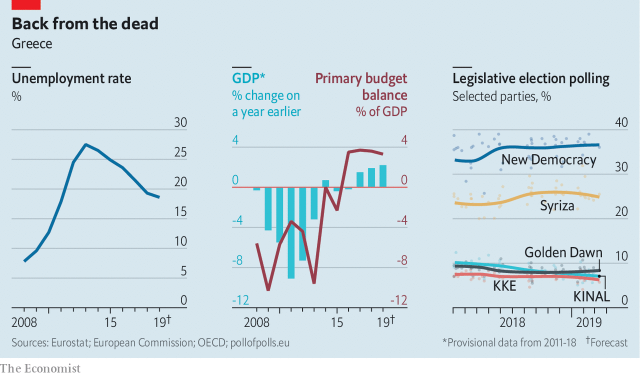 Back from the dead
Greece
Unemployment rate
%
30
25
20
15
10
5
0
2008
15
19†
GDP*
% change on
a year earlier
Primary budget
balance
% of GDP
4
0
-4
-8
-12
4
0
-4
-8
-12
2008
15
19†
Legislative election polling
Selected parties, %
40
30
20
10
0
New Democracy
Syriza
Golden Dawn
KKE
KINAL
2018
2019
Sources: Eurostat; European Commission; OECD; pollofpolls.eu
*Provisional data from 2011-18 †Forecast
The Economist